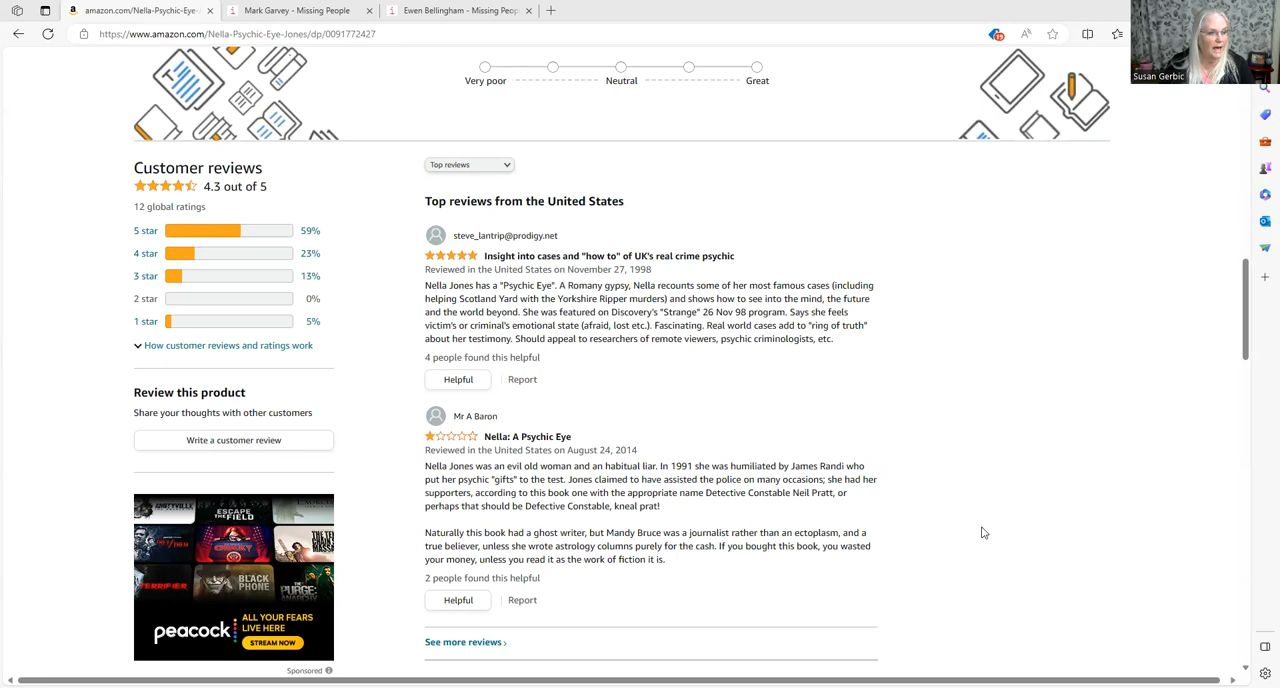 amazon.com/Nella-Psychic-Eye-
Mark Garvey - Missing People
Ewen Bellingham - Missing Peop
https://www.amazon.com/Nella-Psychic-Eye-Jones/dp/0091772427
19
Susan Gerbic
Very poor
Neutral
Great
Customer reviews
4.3 out of 5
12 global ratings
5 star 59%
4 star 23%
3 star 13%
2 star 0%
1 star 5%
How customer reviews and ratings work
Review this product
Share your thoughts with other customers
Write a customer review
ESCAPE
THE FIELD
CHUCKY
BLACK
PHONE
THE PURGE:
ANARCHY
TERRIFIER
peacock
ALL YOUR FEARS
LIVE HERE
STREAM NOW
Sponsored
Top reviews
Top reviews from the United States
steve_lantrip@prodigy.net
Insight into cases and "how to" of UK's real crime psychic
Reviewed in the United States on November 27, 1998
Nella Jones has a "Psychic Eye". A Romany gypsy, Nella recounts some of her most famous cases (including
helping Scotland Yard with the Yorkshire Ripper murders) and shows how to see into the mind, the future
and the world beyond. She was featured on Discovery's "Strange" 26 Nov 98 program. Says she feels
victim's or criminal's emotional state (afraid, lost etc.). Fascinating. Real world cases add to "ring of truth"
about her testimony. Should appeal to researchers of remote viewers, psychic criminologists, etc.
4 people found this helpful
Helpful
Report
Mr A Baron
Nella: A Psychic Eye
Reviewed in the United States on August 24, 2014
Nella Jones was an evil old woman and an habitual liar. In 1991 she was humiliated by James Randi who
put her psychic "gifts" to the test. Jones claimed to have assisted the police on many occasions; she had her
supporters, according to this book one with the appropriate name Detective Constable Neil Pratt, or
perhaps that should be Defective Constable, kneal prat!
Naturally this book had a ghost writer, but Mandy Bruce was a journalist rather than an ectoplasm, and a
true believer, unless she wrote astrology columns purely for the cash. If you bought this book, you wasted
your money, unless you read it as the work of fiction it is.
2 people found this helpful
Helpful
Report
See more reviews